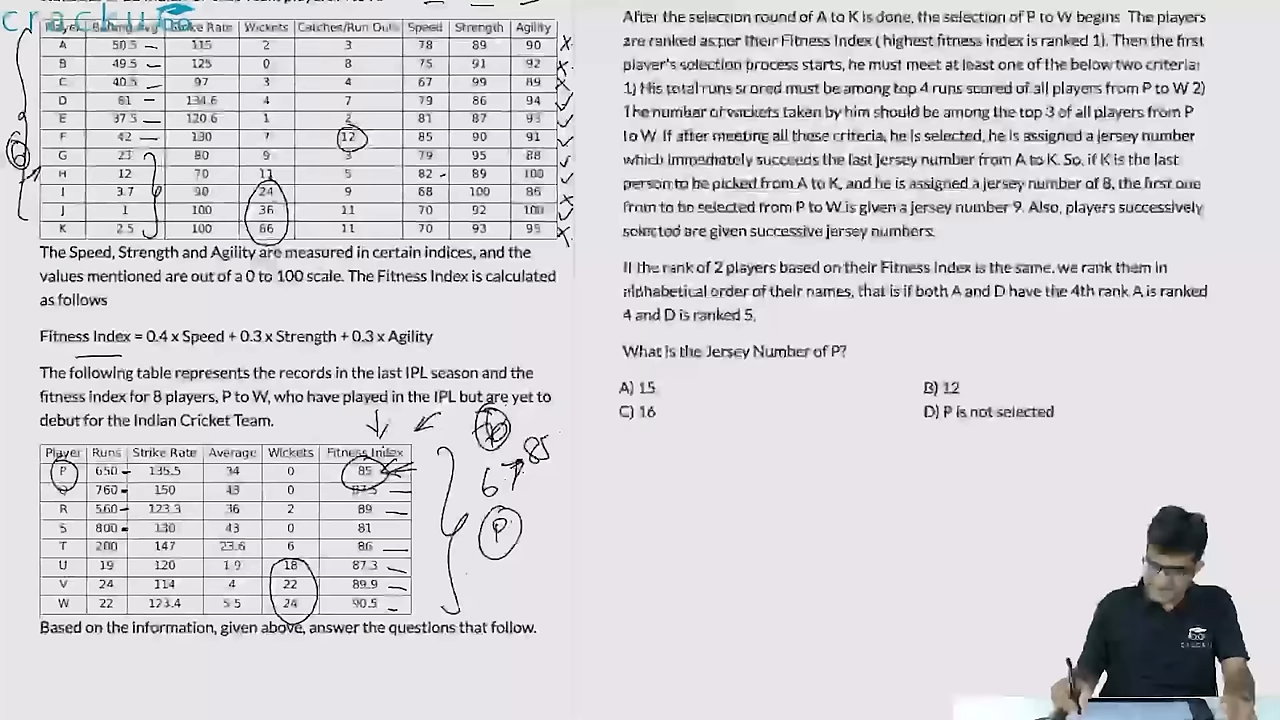 cracku
Player Batting Avg Strike Rate Wickets Catches/Run Outs Speed Strength Agility
A 50.5 115 2 3 78 89 90
B 49.5 125 0 8 75 91 92
C 40.5 97 3 4 67 99 89
D 61 134.6 4 7 79 86 94
E 37.5 120.6 1 2 81 87 93
F 42 130 7 12 85 90 91
G 23 80 9 3 79 95 88
H 12 70 11 5 82 89 100
I 3.7 90 24 9 68 100 86
J 1 100 36 11 70 92 100
K 2.5 100 66 11 70 93 95
The Speed, Strength and Agility are measured in certain indices, and the
values mentioned are out of a 0 to 100 scale. The Fitness Index is calculated
as follows
Fitness Index = 0.4 x Speed + 0.3 x Strength + 0.3 x Agility
The following table represents the records in the last IPL season and the
fitness index for 8 players, P to W, who have played in the IPL but are yet to
debut for the Indian Cricket Team.
Player Runs Strike Rate Average Wickets Fitness Index
P 650 135.5 34 0 85
Q 760 150 43 0 87.5
R 560 123.3 36 2 89
S 800 130 43 0 81
T 200 147 23.6 6 86
U 19 120 1.9 18 87.3
V 24 114 4 22 89.9
W 22 123.4 5.5 24 90.5
6 7 85
P
Based on the information, given above, answer the questions that follow.
After the selection round of A to K is done, the selection of P to W begins The players
are ranked as per their Fitness Index ( highest fitness index is ranked 1). Then the first
player's selection process starts, he must meet at least one of the below two criteria:
1) His total runs scored must be among top 4 runs scored of all players from P to W 2)
The number of wickets taken by him should be among the top 3 of all players from P
to W. If after meeting all these criteria, he is selected, he is assigned a jersey number
which immediately succeeds the last jersey number from A to K. So, if K is the last
person to be picked from A to K, and he is assigned a jersey number of 8, the first one
from to be selected from P to W is given a jersey number 9. Also, players successively
selected are given successive jersey numbers.
If the rank of 2 players based on their Fitness Index is the same, we rank them in
alphabetical order of their names, that is if both A and D have the 4th rank A is ranked
4 and D is ranked 5.
What is the Jersey Number of P?
A) 15
B) 12
C) 16
D) P is not selected